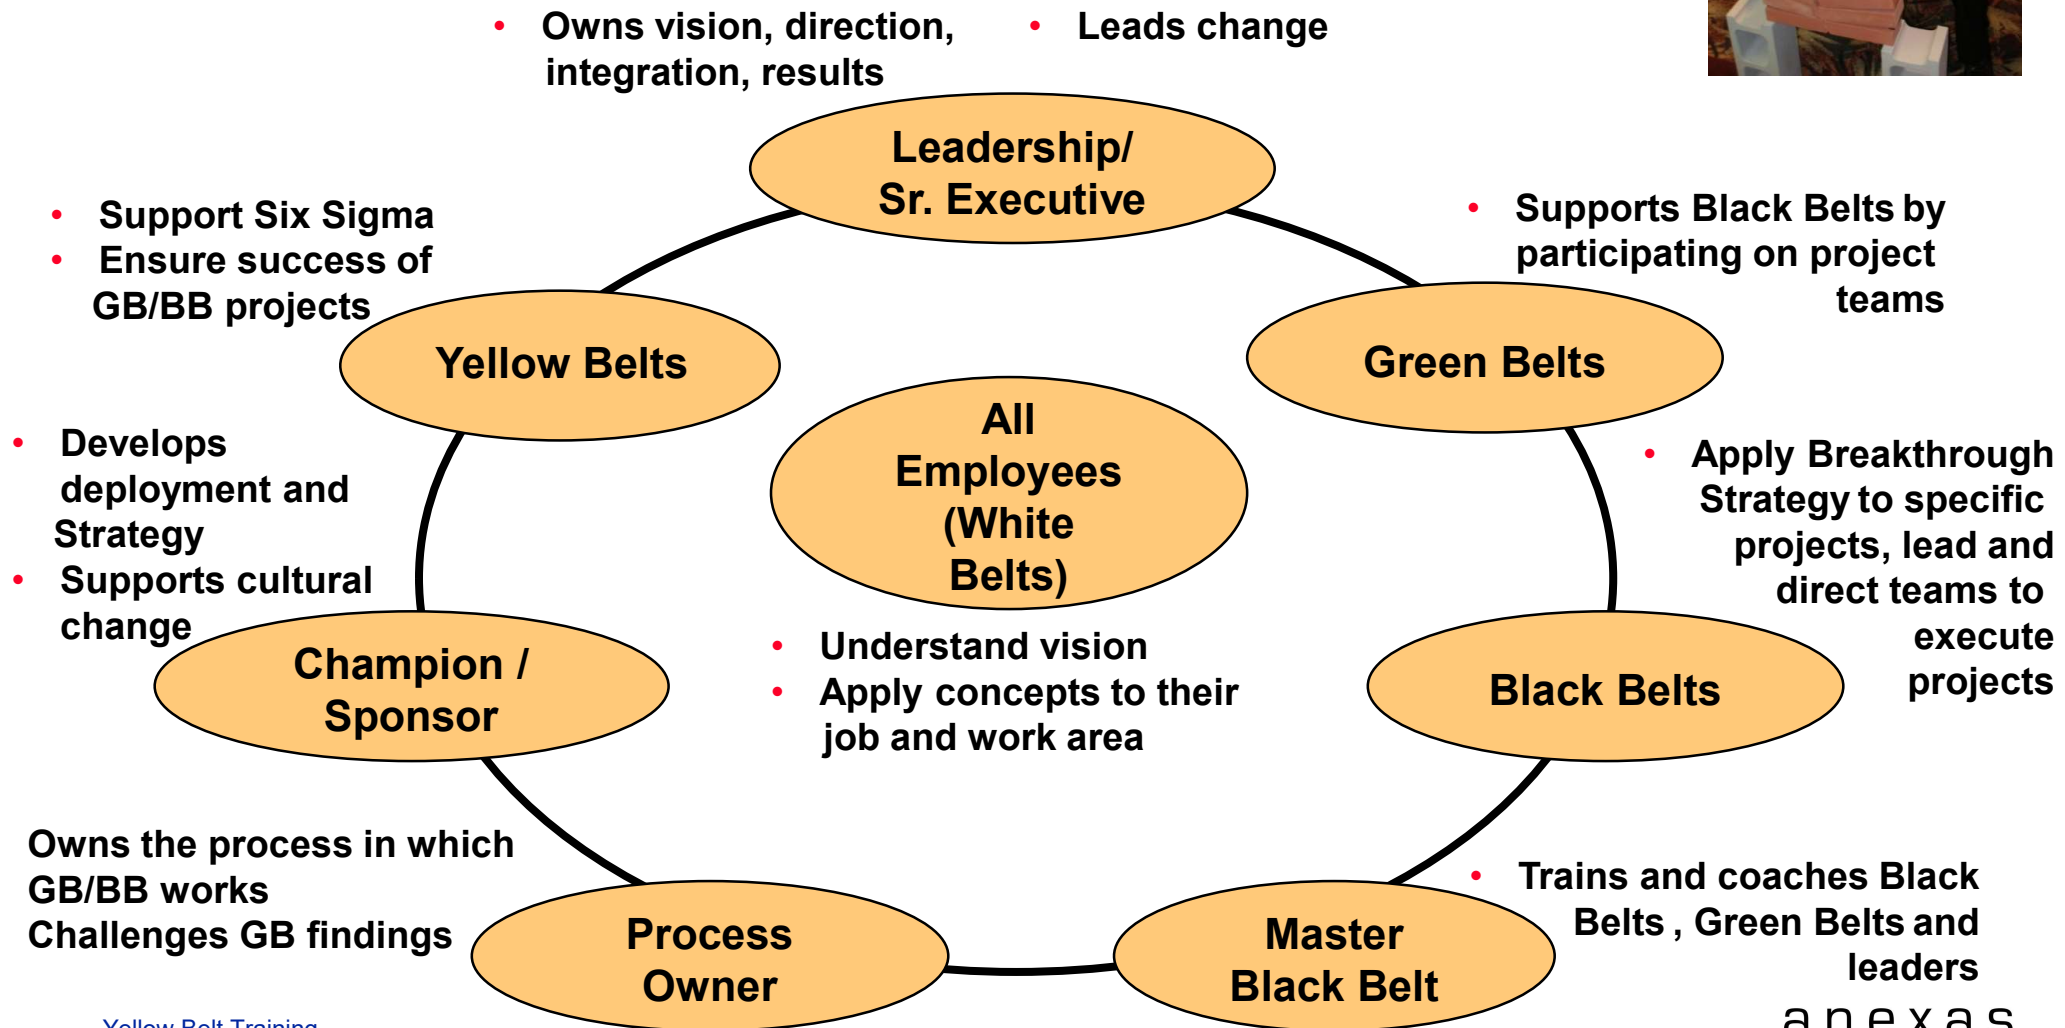 • Owns vision, direction,
integration, results
• Leads change
Leadership/
Sr. Executive
• Support Six Sigma
• Ensure success of
GB/BB projects
• Supports Black Belts by
participating on project
teams
Yellow Belts
Green Belts
All
Employees
(White
Belts)
• Develops
deployment and
Strategy
• Supports cultural
change
• Apply Breakthrough
Strategy to specific
projects, lead and
direct teams to
execute
projects
Champion /
Sponsor
• Understand vision
• Apply concepts to their
job and work area
Black Belts
Owns the process in which
GB/BB works
Challenges GB findings
Process
Owner
Master
Black Belt
• Trains and coaches Black
Belts , Green Belts and
leaders
Yellow Belt Training
anexas